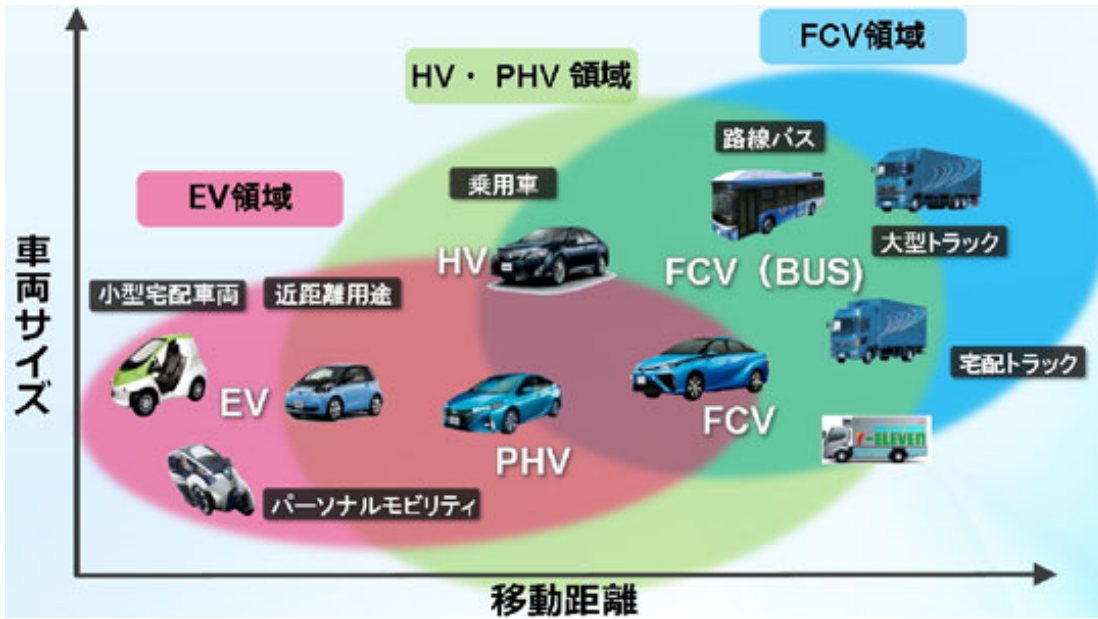 FCV領域
HV・ PHV 領域
路線バス
乗用車
EV領域
大型トラック
HV
FCV（BUS）
車両サイズ
小型宅配車両
近距離用途
宅配トラック
EV
FCV
PHV
-ELEVEN
パーソナルモビリティ
移動距離